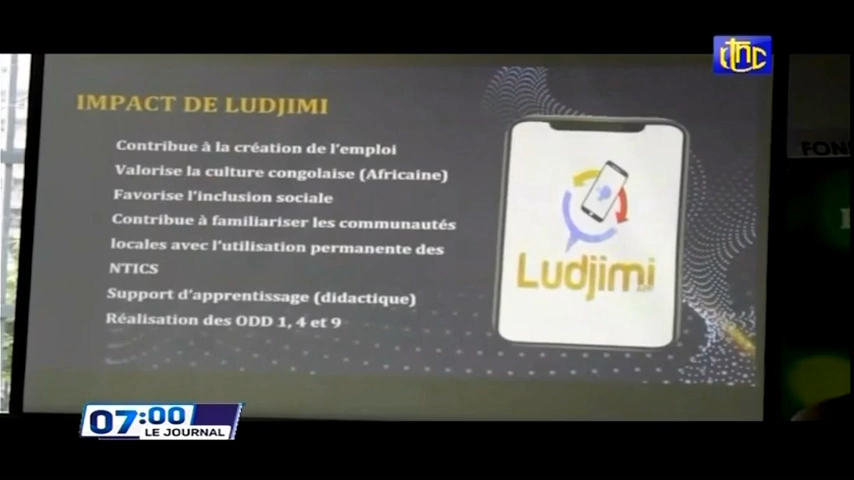 rtnc
IMPACT DE LUDJIMI
Contribue à la création de l'emploi
Valorise la culture congolaise (Africaine)
Favorise l'inclusion sociale
Contribue à familiariser les communautés
locales avec l'utilisation permanente des
NTICS
Support d'apprentissage (didactique)
Réalisation des ODD 1, 4 et 9
Ludjimi
FON
07:00
LE JOURNAL